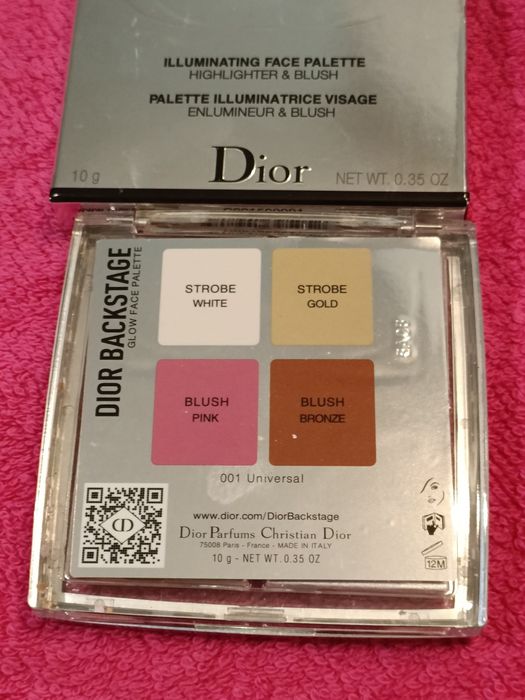 ILLUMINATING FACE PALETTE
HIGHLIGHTER & BLUSH
PALETTE ILLUMINATRICE VISAGE
ENLUMINEUR & BLUSH
10 g
Dior
NET WT. 0.35 OZ
DIOR BACKSTAGE
GLOW FACE PALETTE
STROBE
WHITE
STROBE
GOLD
BLUSH
PINK
BLUSH
BRONZE
001 Universal
www.dior.com/DiorBackstage
Dior Parfums Christian Dior
75008 Paris - France - MADE IN ITALY
10 g - NET WT. 0.35 OZ
CD
12M